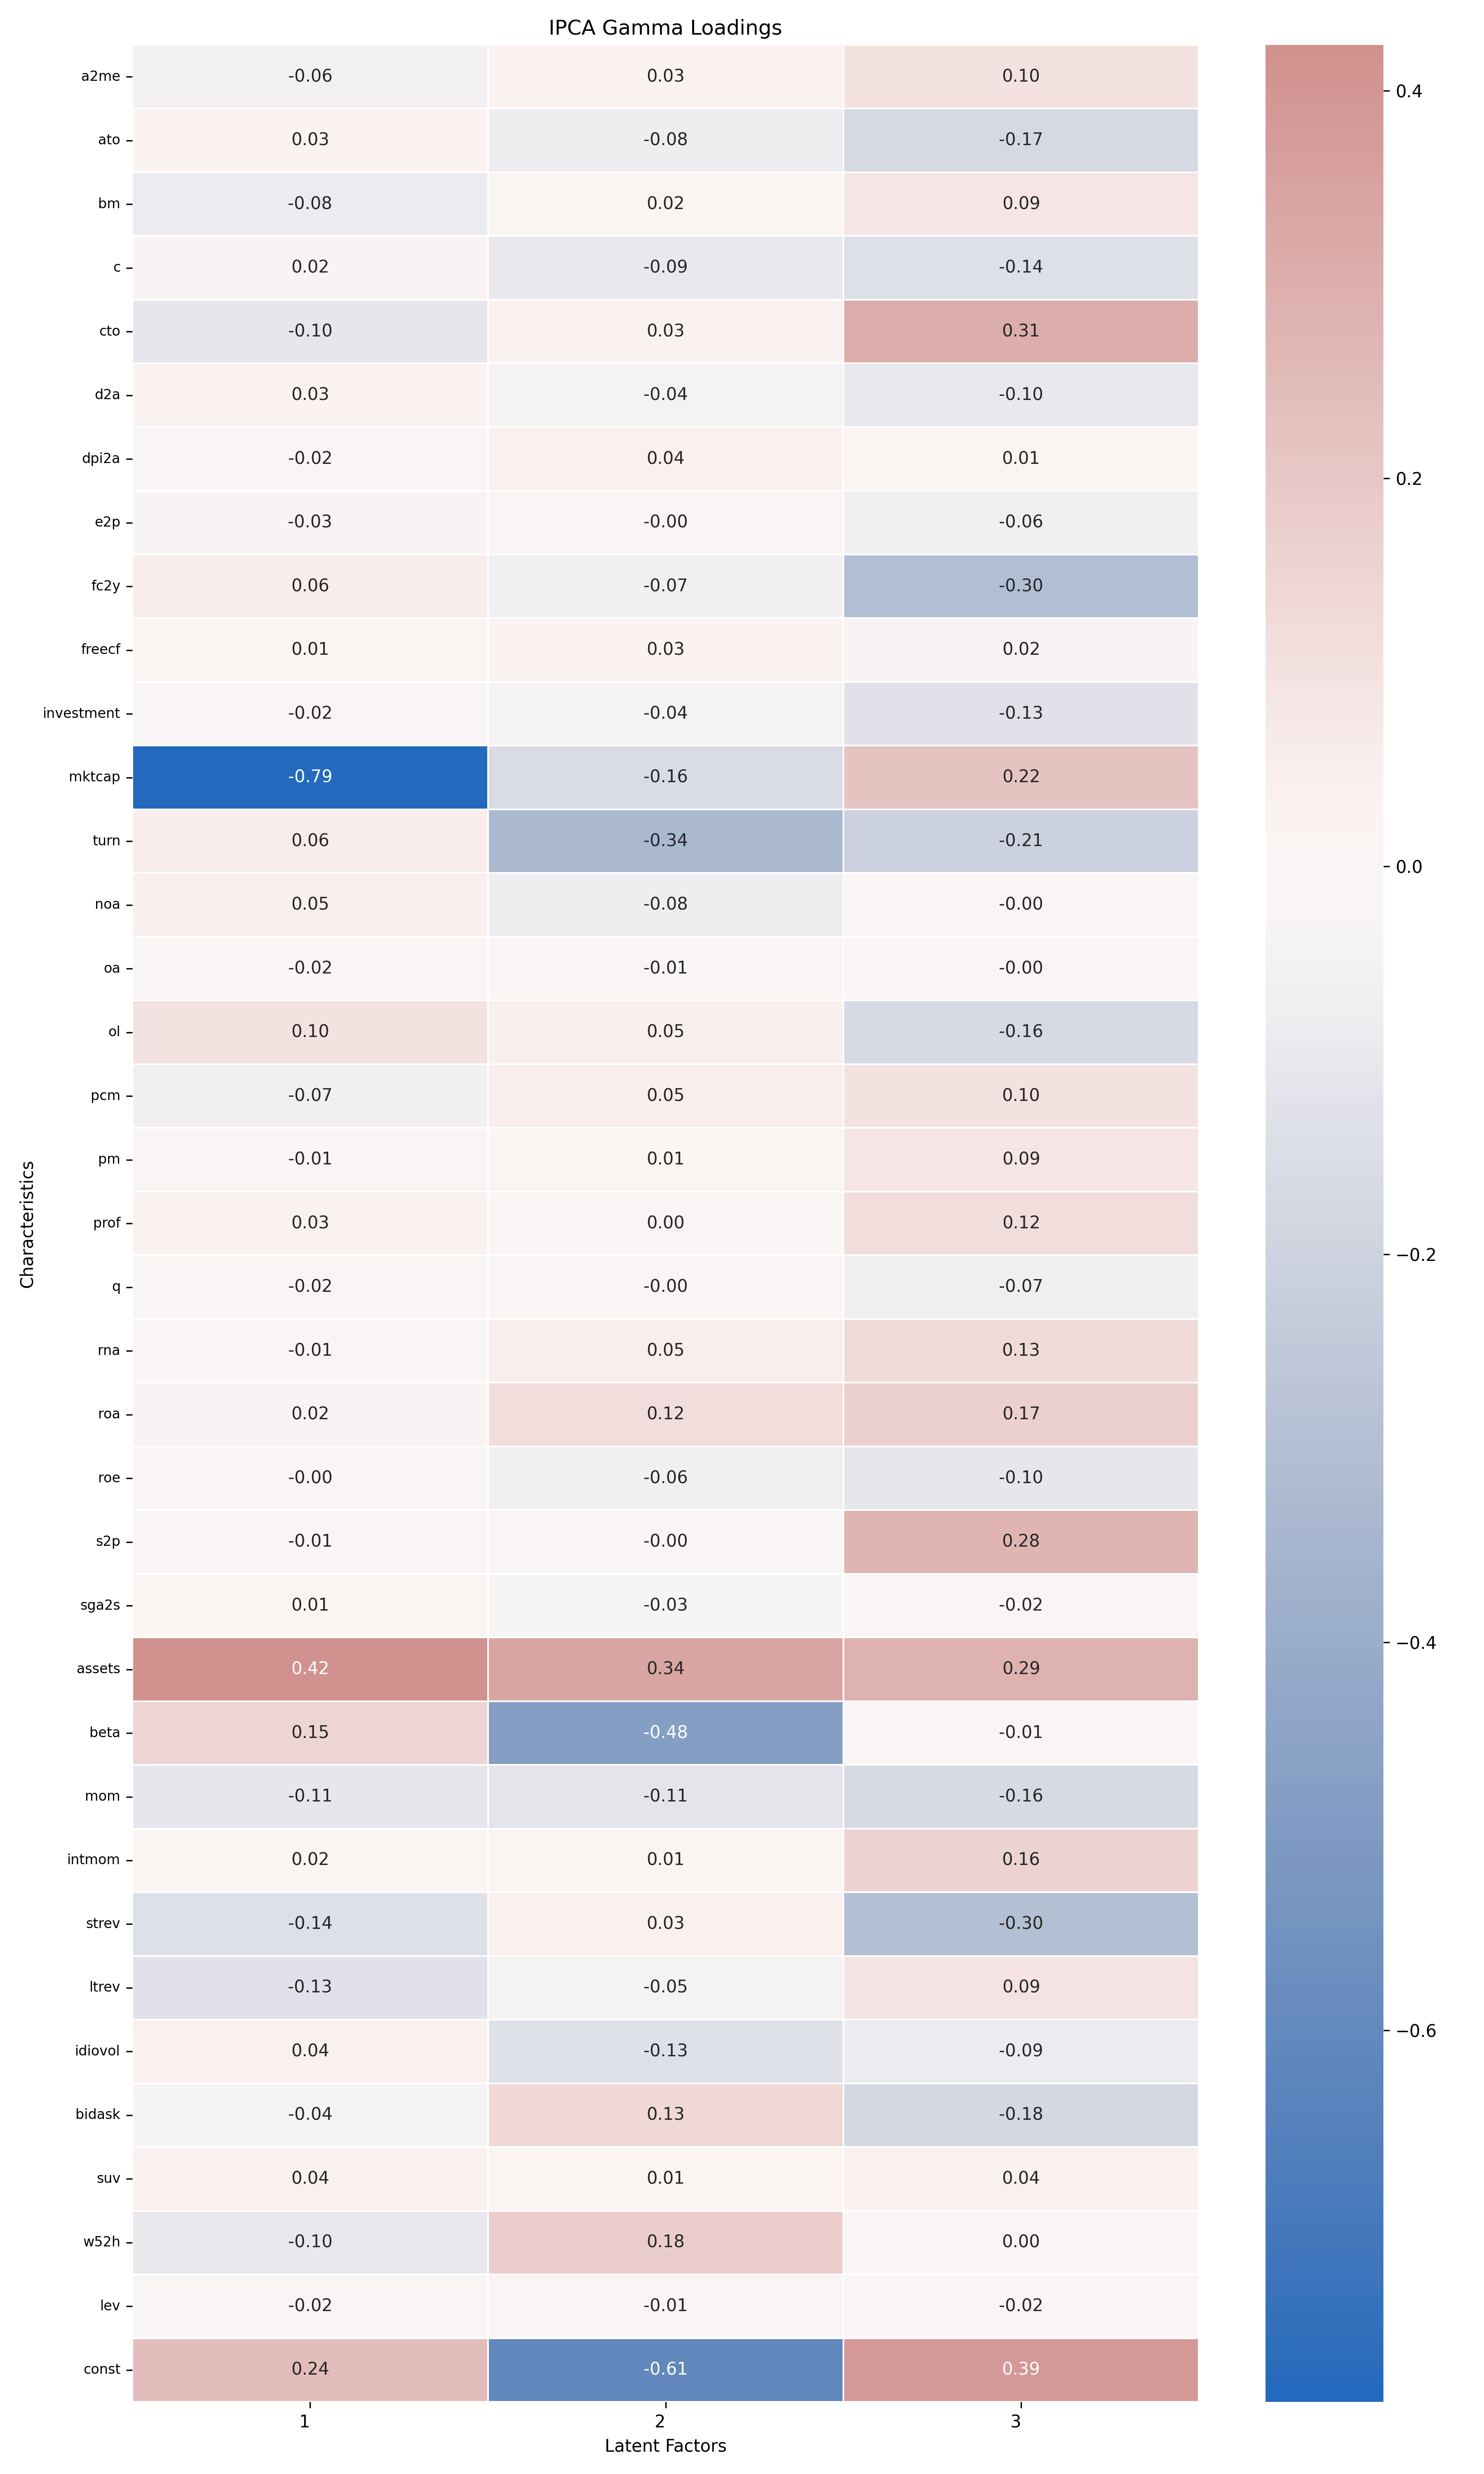 IPCA Gamma Loadings
a2me -0.06 0.03 0.10
ato 0.03 -0.08 -0.17
bm -0.08 0.02 0.09
c 0.02 -0.09 -0.14
cto -0.10 0.03 0.31
d2a 0.03 -0.04 -0.10
dpi2a -0.02 0.04 0.01
e2p -0.03 -0.00 -0.06
fc2y 0.06 -0.07 -0.30
freecf 0.01 0.03 0.02
investment -0.02 -0.04 -0.13
mktcap -0.79 -0.16 0.22
turn 0.06 -0.34 -0.21
noa 0.05 -0.08 -0.00
oa -0.02 -0.01 -0.00
ol 0.10 0.05 -0.16
pcm -0.07 0.05 0.10
pm -0.01 0.01 0.09
prof 0.03 0.00 0.12
q -0.02 -0.00 -0.07
rna -0.01 0.05 0.13
roa 0.02 0.12 0.17
roe -0.00 -0.06 -0.10
s2p -0.01 -0.00 0.28
sga2s 0.01 -0.03 -0.02
assets 0.42 0.34 0.29
beta 0.15 -0.48 -0.01
mom -0.11 -0.11 -0.16
intmom 0.02 0.01 0.16
strev -0.14 0.03 -0.30
ltrev -0.13 -0.05 0.09
idiovol 0.04 -0.13 -0.09
bidask -0.04 0.13 -0.18
suv 0.04 0.01 0.04
w52h -0.10 0.18 0.00
lev -0.02 -0.01 -0.02
const 0.24 -0.61 0.39
1 2 3
Latent Factors
Characteristics
0.4
0.2
0.0
−0.2
−0.4
−0.6